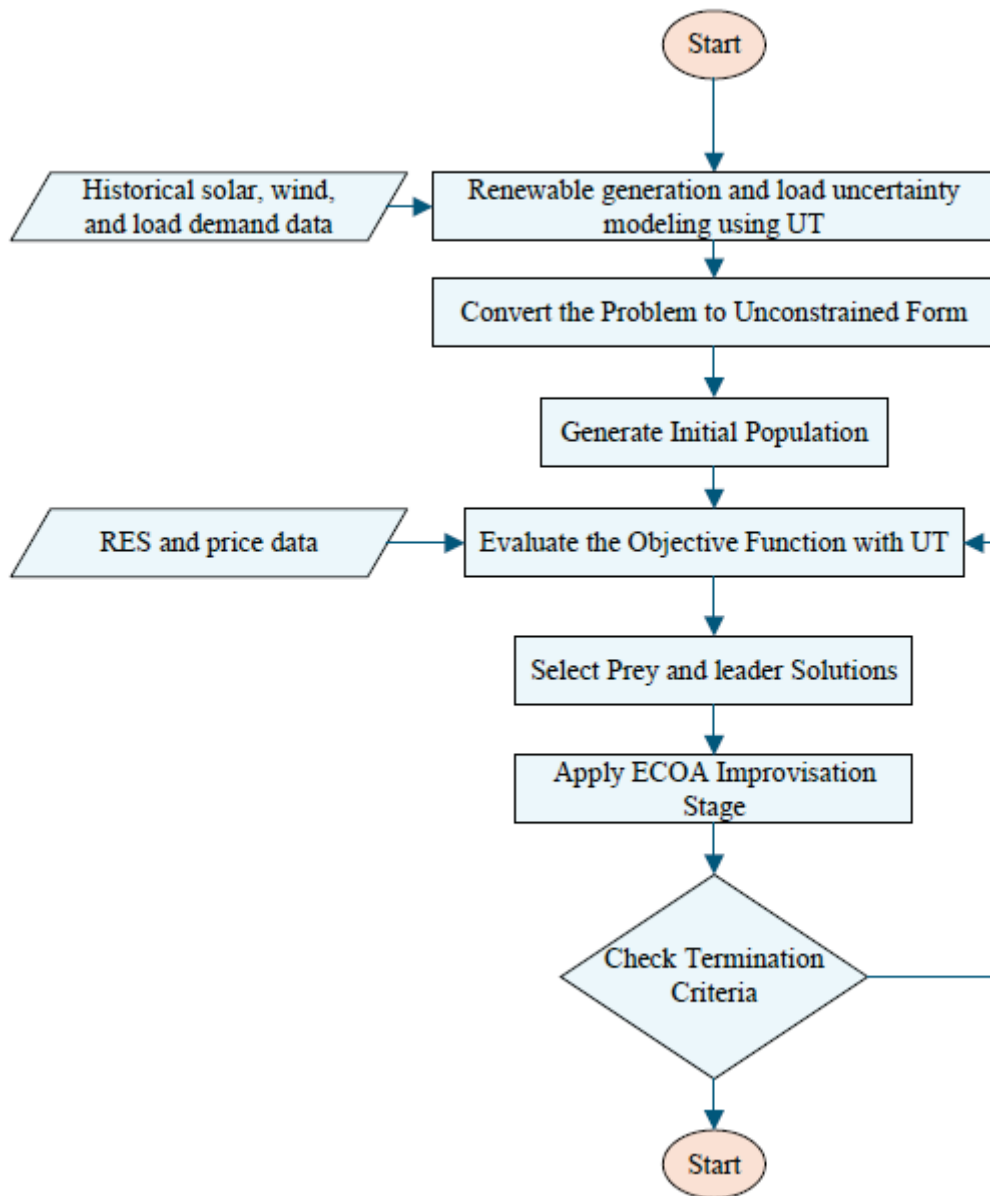 Start
Historical solar, wind,
and load demand data
Renewable generation and load uncertainty
modeling using UT
Convert the Problem to Unconstrained Form
Generate Initial Population
RES and price data
Evaluate the Objective Function with UT
Select Prey and leader Solutions
Apply ECOA Improvisation
Stage
Check Termination
Criteria
Start